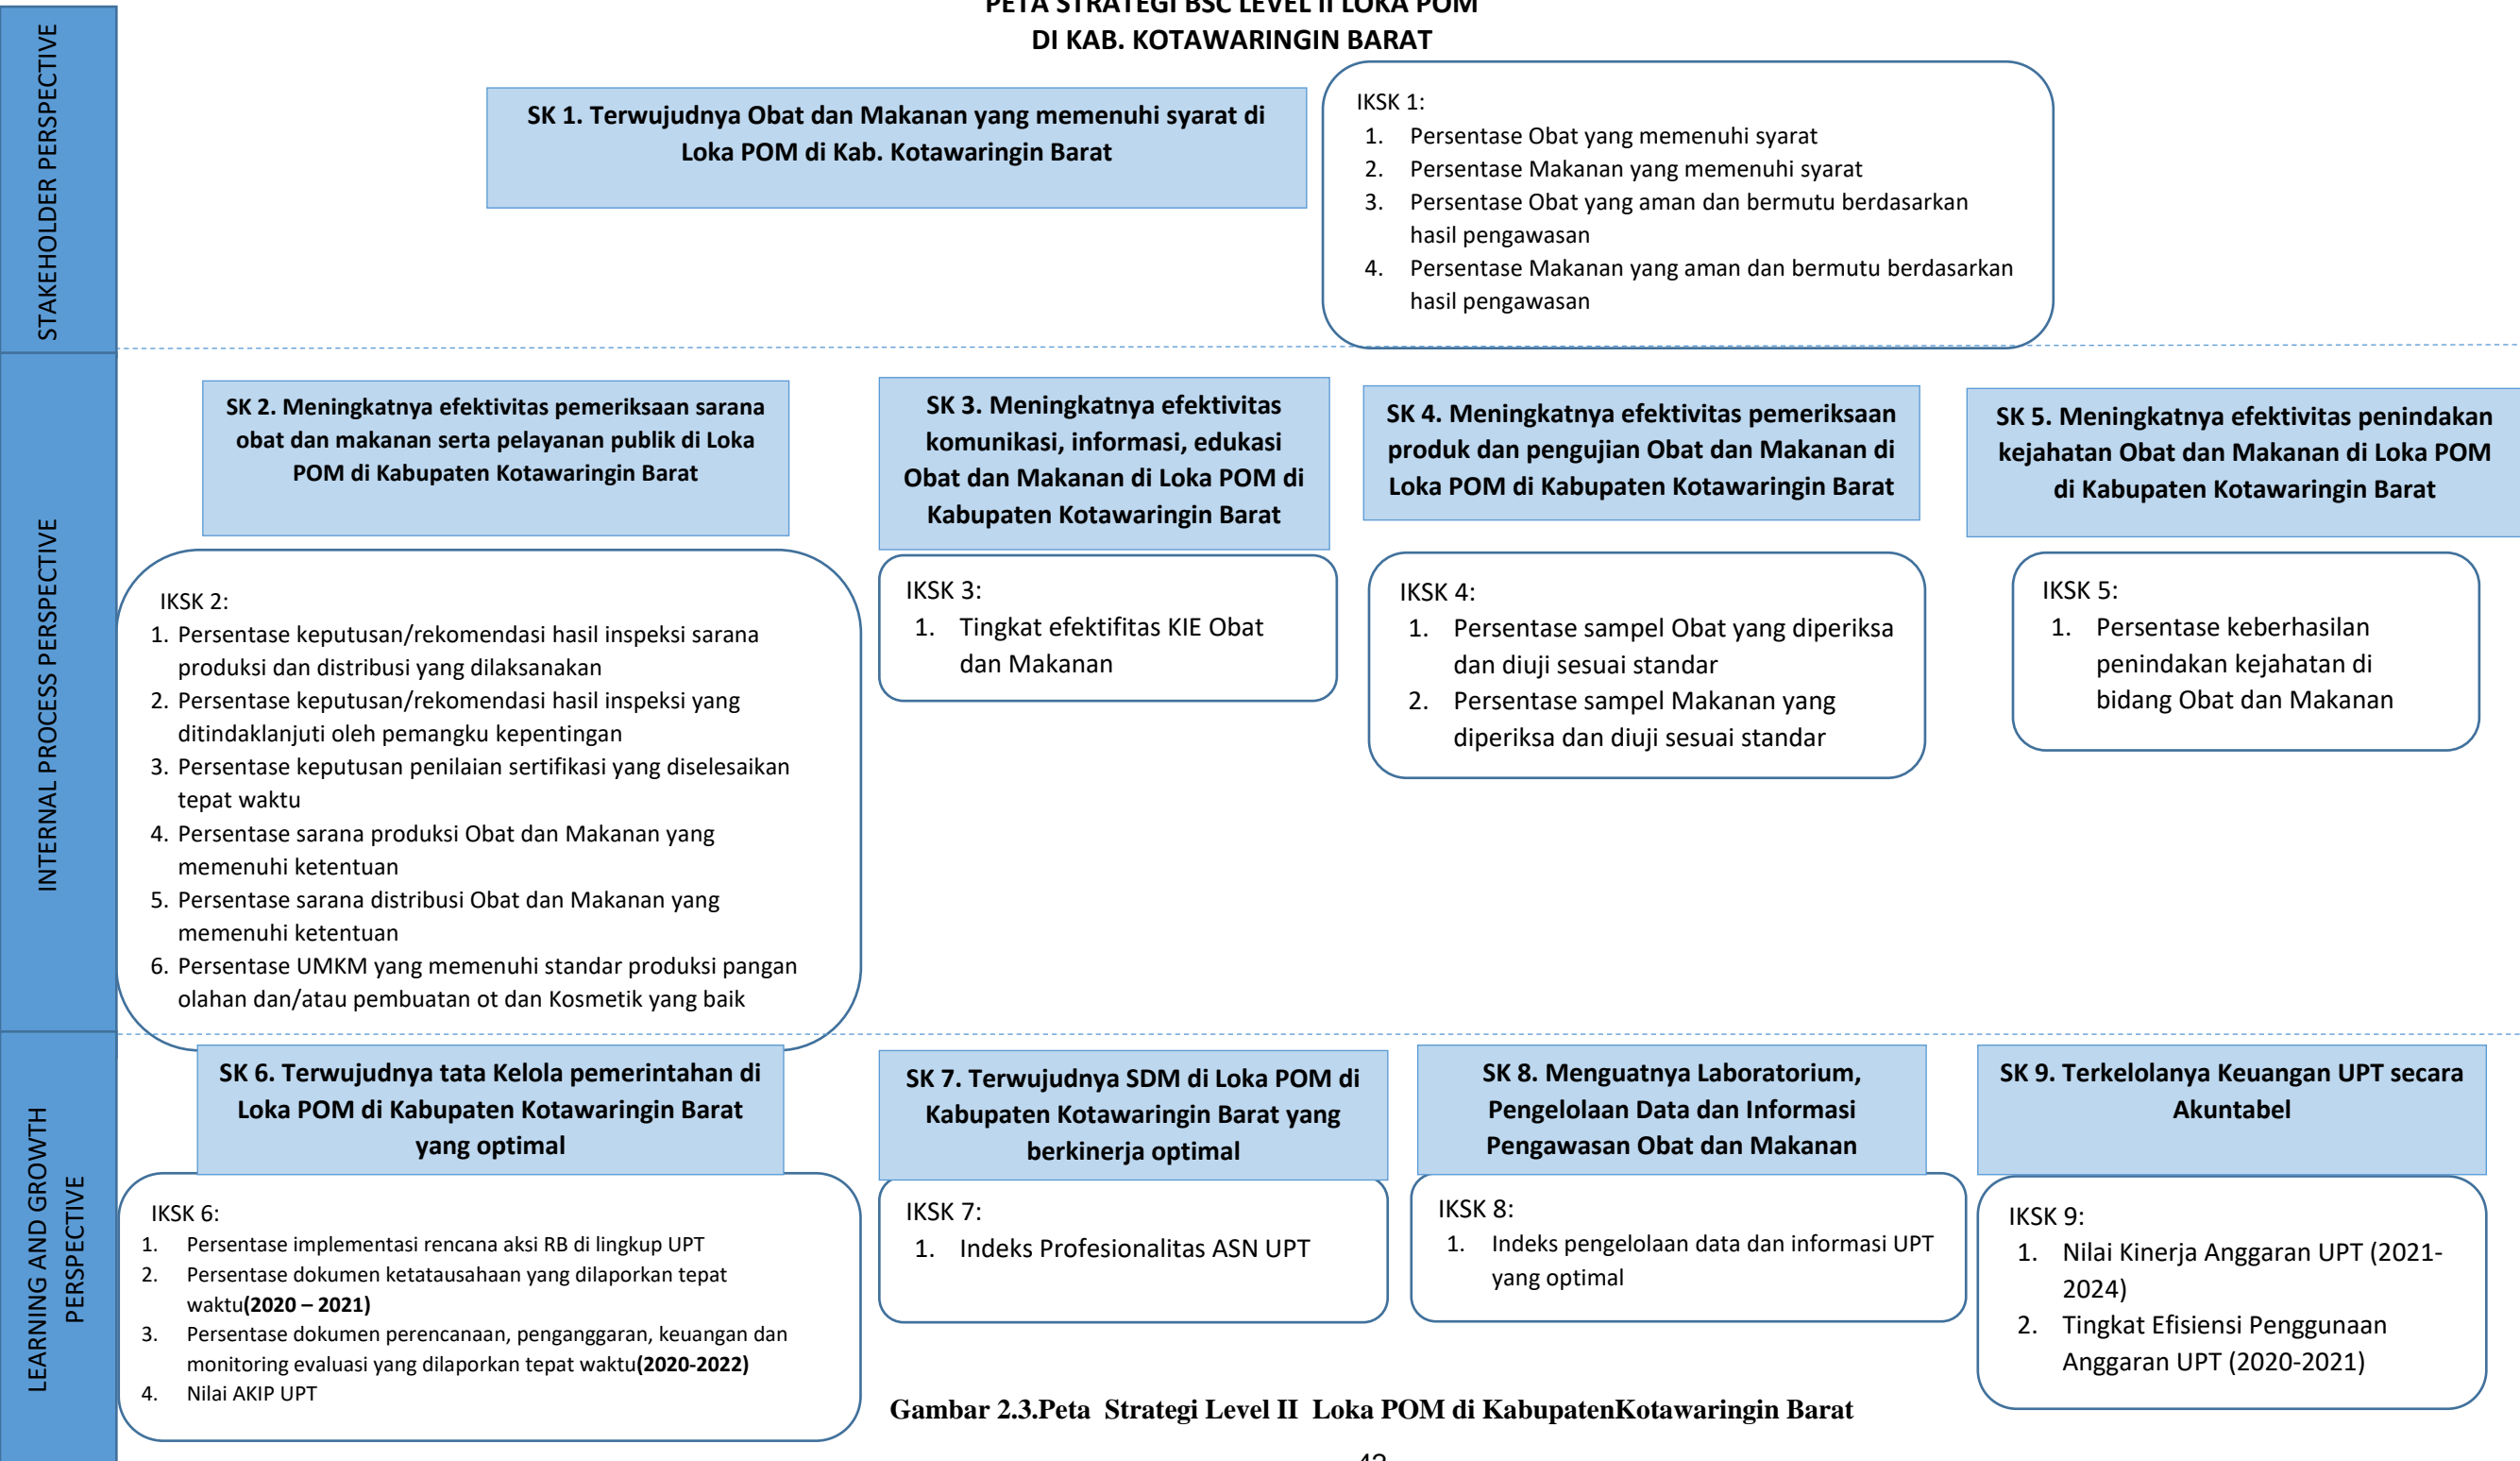 PETA STRATEGI BSC LEVEL II LOKA POM
DI KAB. KOTAWARINGIN BARAT
STAKEHOLDER PERSPECTIVE
SK 1. Terwujudnya Obat dan Makanan yang memenuhi syarat di
Loka POM di Kab. Kotawaringin Barat
IKSK 1:
1. Persentase Obat yang memenuhi syarat
2. Persentase Makanan yang memenuhi syarat
3. Persentase Obat yang aman dan bermutu berdasarkan
hasil pengawasan
4. Persentase Makanan yang aman dan bermutu berdasarkan
hasil pengawasan
INTERNAL PROCESS PERSPECTIVE
SK 2. Meningkatnya efektivitas pemeriksaan sarana
obat dan makanan serta pelayanan publik di Loka
POM di Kabupaten Kotawaringin Barat
IKSK 2:
1. Persentase keputusan/rekomendasi hasil inspeksi sarana
produksi dan distribusi yang dilaksanakan
2. Persentase keputusan/rekomendasi hasil inspeksi yang
ditindaklanjuti oleh pemangku kepentingan
3. Persentase keputusan penilaian sertifikasi yang diselesaikan
tepat waktu
4. Persentase sarana produksi Obat dan Makanan yang
memenuhi ketentuan
5. Persentase sarana distribusi Obat dan Makanan yang
memenuhi ketentuan
6. Persentase UMKM yang memenuhi standar produksi pangan
olahan dan/atau pembuatan ot dan Kosmetik yang baik
SK 3. Meningkatnya efektivitas
komunikasi, informasi, edukasi
Obat dan Makanan di Loka POM di
Kabupaten Kotawaringin Barat
IKSK 3:
1. Tingkat efektifitas KIE Obat
dan Makanan
SK 4. Meningkatnya efektivitas pemeriksaan
produk dan pengujian Obat dan Makanan di
Loka POM di Kabupaten Kotawaringin Barat
IKSK 4:
1. Persentase sampel Obat yang diperiksa
dan diuji sesuai standar
2. Persentase sampel Makanan yang
diperiksa dan diuji sesuai standar
SK 5. Meningkatnya efektivitas penindakan
kejahatan Obat dan Makanan di Loka POM
di Kabupaten Kotawaringin Barat
IKSK 5:
1. Persentase keberhasilan
penindakan kejahatan di
bidang Obat dan Makanan
LEARNING AND GROWTH
PERSPECTIVE
SK 6. Terwujudnya tata Kelola pemerintahan di
Loka POM di Kabupaten Kotawaringin Barat
yang optimal
IKSK 6:
1. Persentase implementasi rencana aksi RB di lingkup UPT
2. Persentase dokumen ketatausahaan yang dilaporkan tepat
waktu(2020 – 2021)
3. Persentase dokumen perencanaan, penganggaran, keuangan dan
monitoring evaluasi yang dilaporkan tepat waktu(2020-2022)
4. Nilai AKIP UPT
SK 7. Terwujudnya SDM di Loka POM di
Kabupaten Kotawaringin Barat yang
berkinerja optimal
IKSK 7:
1. Indeks Profesionalitas ASN UPT
SK 8. Menguatnya Laboratorium,
Pengelolaan Data dan Informasi
Pengawasan Obat dan Makanan
IKSK 8:
1. Indeks pengelolaan data dan informasi UPT
yang optimal
SK 9. Terkelolanya Keuangan UPT secara
Akuntabel
IKSK 9:
1. Nilai Kinerja Anggaran UPT (2021-
2024)
2. Tingkat Efisiensi Penggunaan
Anggaran UPT (2020-2021)
Gambar 2.3.Peta Strategi Level II Loka POM di KabupatenKotawaringin Barat